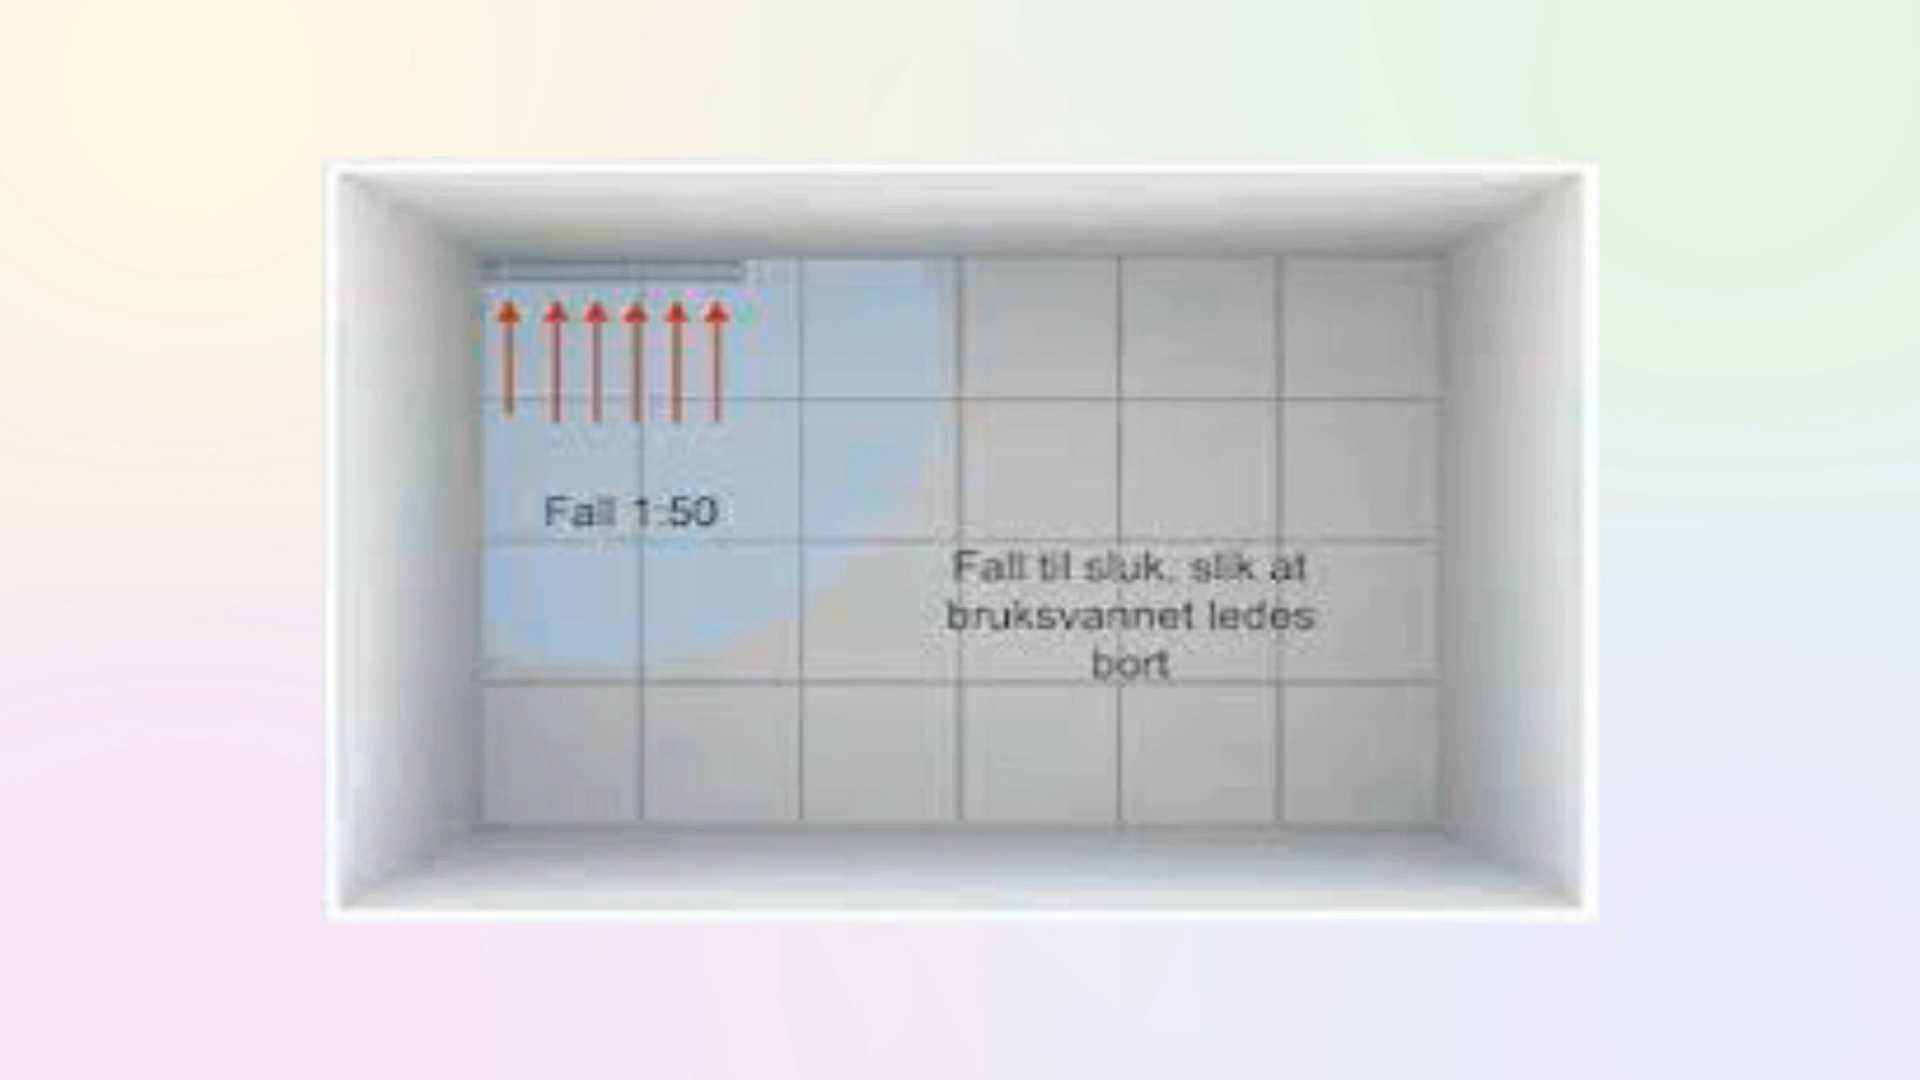 Fall 1:50
Fall til sluk, slik at
bruksvannet ledes
bort